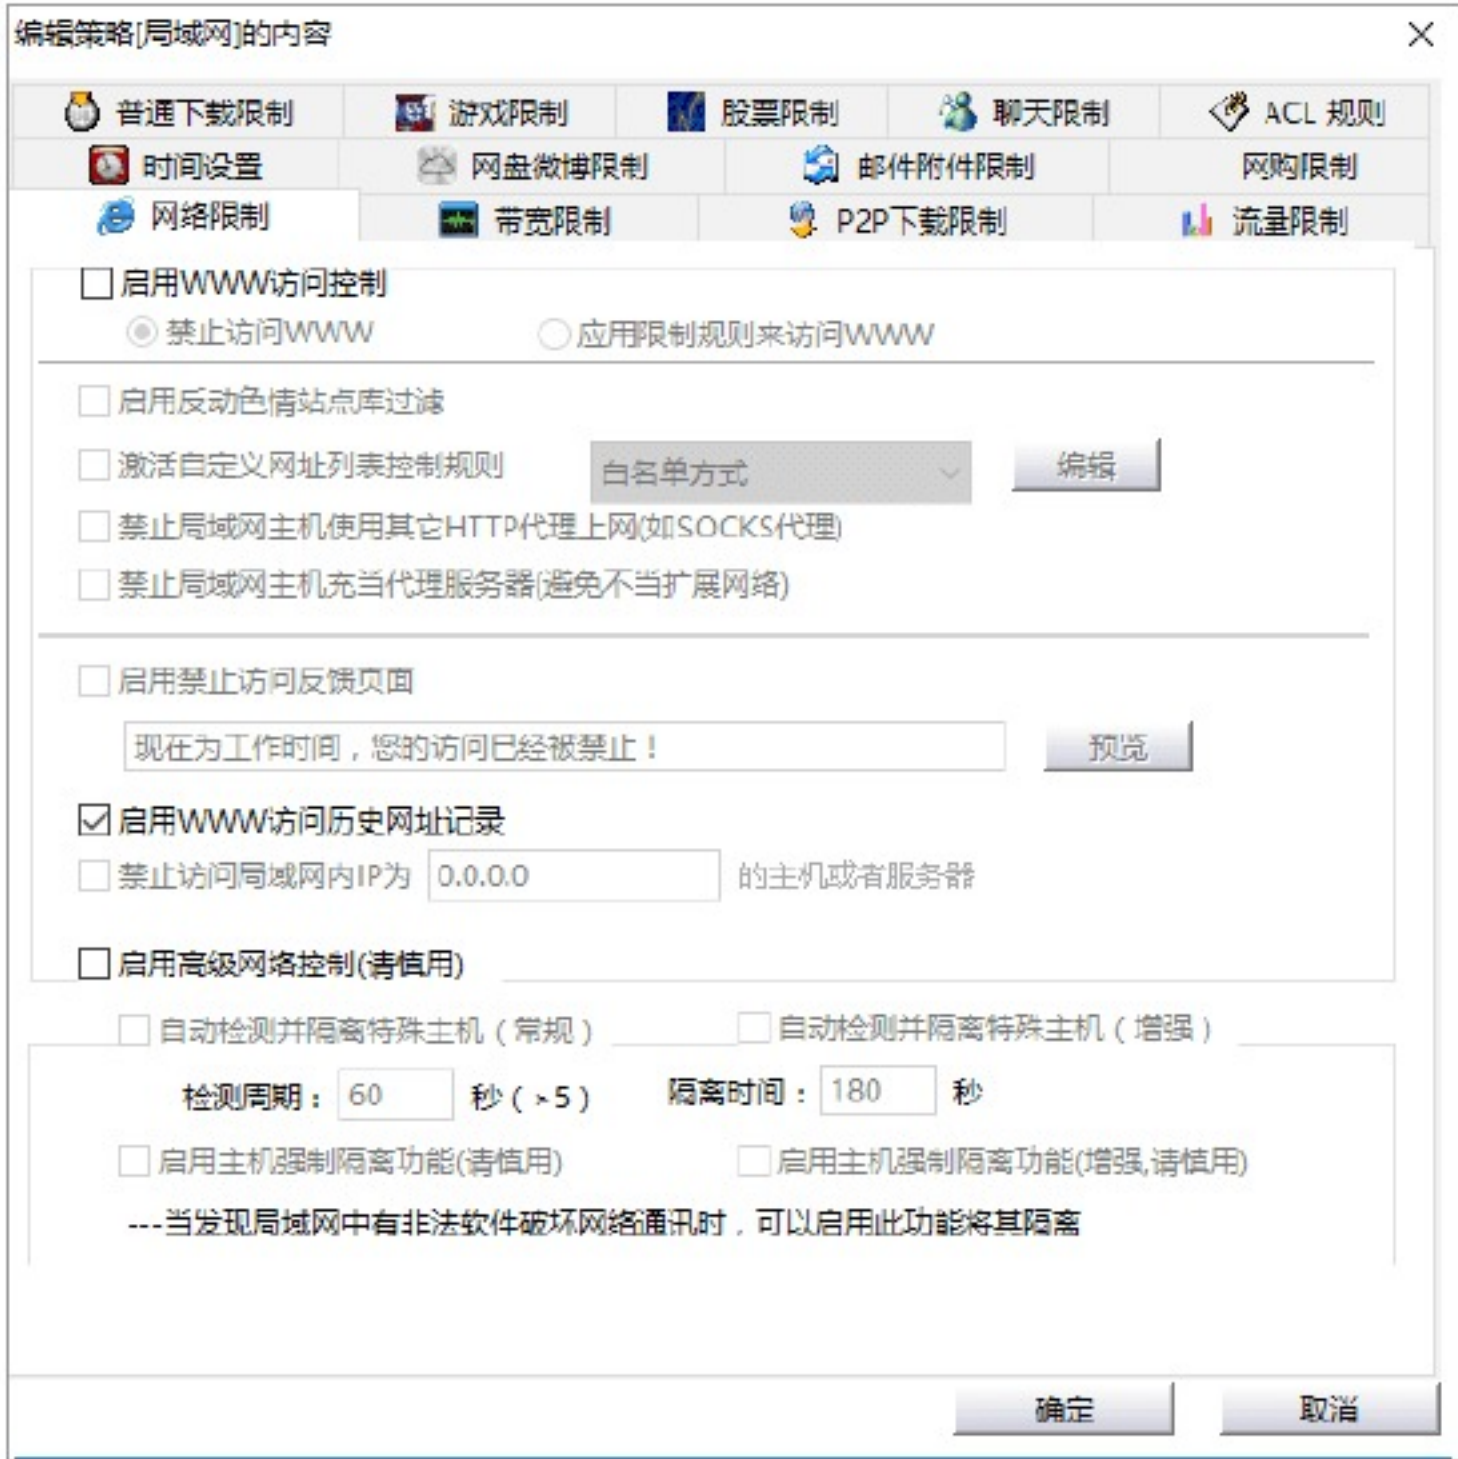 编辑策略[局域网]的内容
普通下载限制 游戏限制 股票限制 聊天限制 ACL 规则
时间设置 网盘微博限制 邮件附件限制 网购限制
网络限制 带宽限制 P2P下载限制 流量限制
启用WWW访问控制
禁止访问WWW 应用限制规则来访问WWW
启用反动色情站点库过滤
激活自定义网址列表控制规则 白名单方式 编辑
禁止局域网主机使用其它HTTP代理上网(如SOCKS代理)
禁止局域网主机充当代理服务器(避免不当扩展网络)
启用禁止访问反馈页面
现在为工作时间，您的访问已经被禁止！ 预览
启用WWW访问历史网址记录
禁止访问局域网内IP为 0.0.0.0 的主机或者服务器
启用高级网络控制(请慎用)
自动检测并隔离特殊主机（常规） 自动检测并隔离特殊主机（增强）
检测周期： 60 秒（>5） 隔离时间： 180 秒
启用主机强制隔离功能(请慎用) 启用主机强制隔离功能(增强,请慎用)
---当发现局域网中有非法软件破坏网络通讯时，可以启用此功能将其隔离
确定 取消